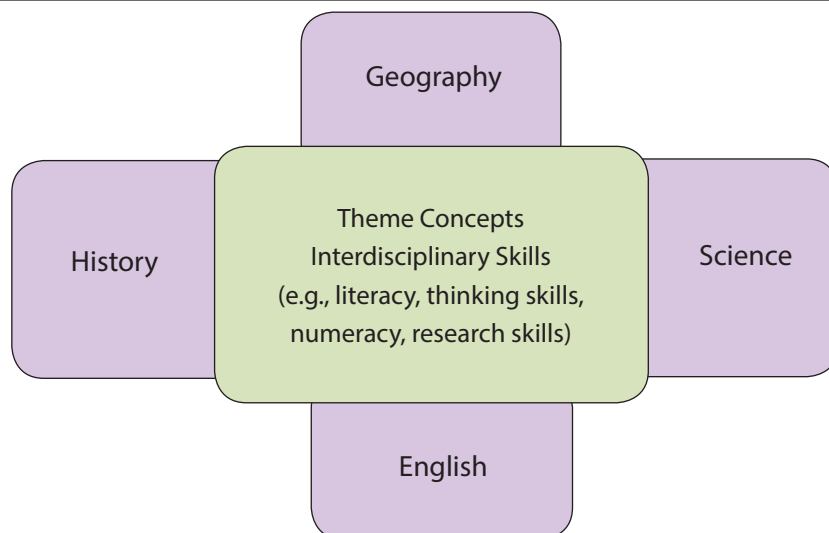 Geography
History
Theme Concepts
Interdisciplinary Skills
(e.g., literacy, thinking skills,
numeracy, research skills)
Science
English